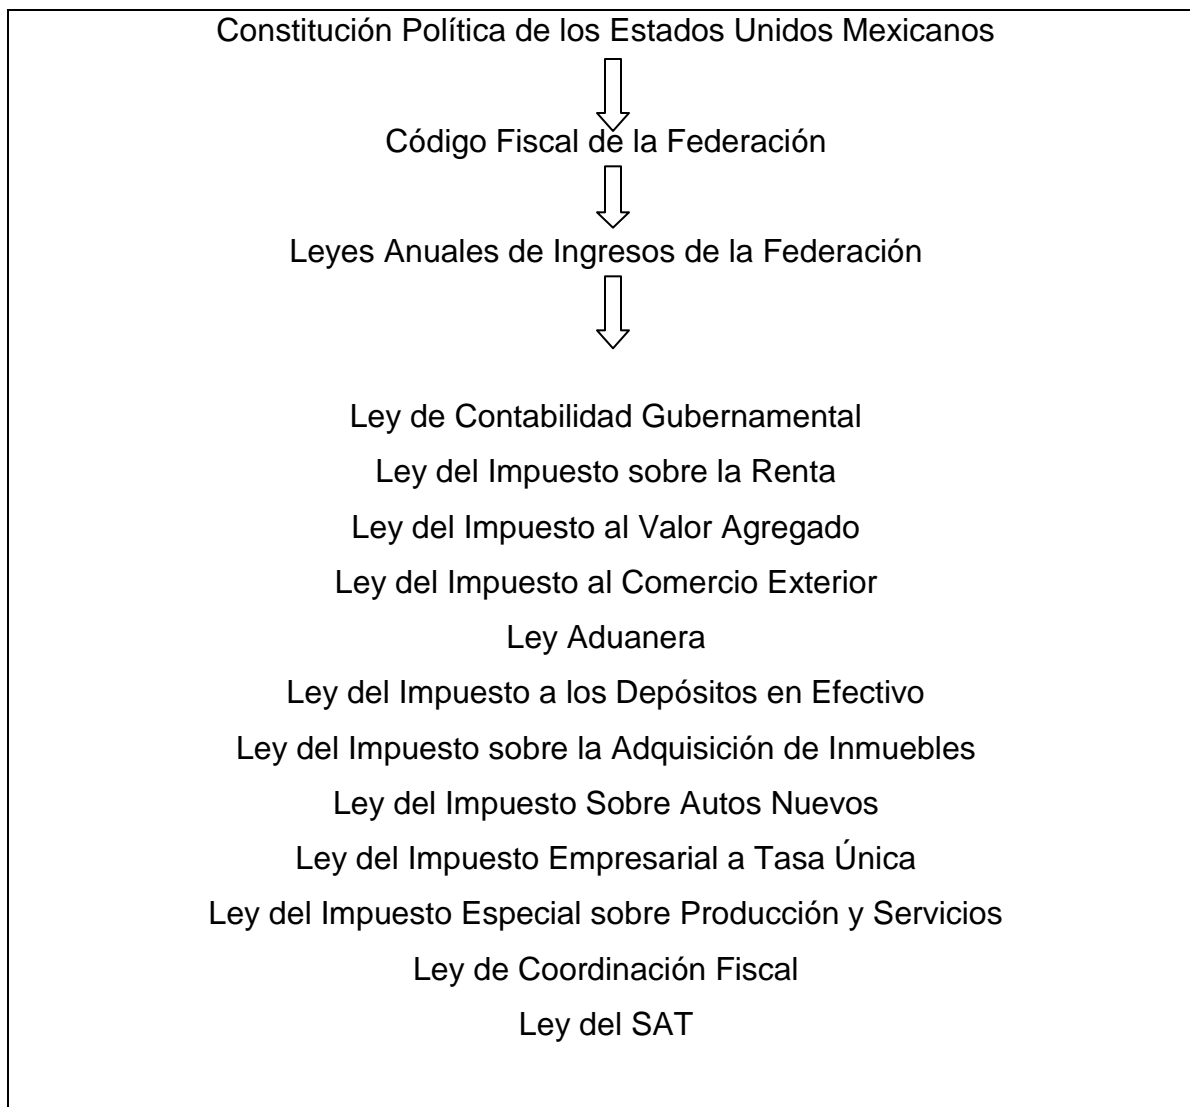 Constitución Política de los Estados Unidos Mexicanos
Código Fiscal de la Federación
Leyes Anuales de Ingresos de la Federación
Ley de Contabilidad Gubernamental
Ley del Impuesto sobre la Renta
Ley del Impuesto al Valor Agregado
Ley del Impuesto al Comercio Exterior
Ley Aduanera
Ley del Impuesto a los Depósitos en Efectivo
Ley del Impuesto sobre la Adquisición de Inmuebles
Ley del Impuesto Sobre Autos Nuevos
Ley del Impuesto Empresarial a Tasa Única
Ley del Impuesto Especial sobre Producción y Servicios
Ley de Coordinación Fiscal
Ley del SAT